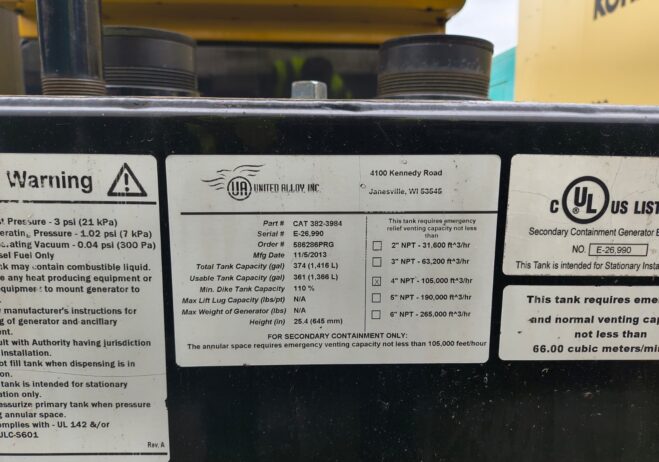 Warning
t Pressure - 3 psi (21 kPa)
erating Pressure - 1.02 psi (7 kPa)
ating Vacuum - 0.04 psi (300 Pa)
sel Fuel Only
nk may contain combustible liquid.
e any heat producing equipment or
equipment to mount generator to
manufacturer's instructions for
g of generator and ancillary
ment.
ult with Authority having jurisdiction
installation.
ot fill tank when dispensing is in
on.
tank is intended for stationary
ation only.
essurize primary tank when pressure
ng annular space.
omplies with - UL 142 &/or
ULC-S601
Rev. A
UA UNITED ALLOY, INC.
4100 Kennedy Road
Janesville, WI 53545
Part # CAT 382-3984
Serial # E-26,990
Order # 586286PRG
Mfg Date 11/5/2013
Total Tank Capacity (gal) 374 (1,416 L)
Usable Tank Capacity (gal) 361 (1,366 L)
Min. Dike Tank Capacity 110 %
Max Lift Lug Capacity (lbs/pt) N/A
Max Weight of Generator (lbs) N/A
Height (in) 25.4 (645 mm)
This tank requires emergency
relief venting capacity not less
than
2" NPT - 31,600 ft^3/hr
3" NPT - 63,200 ft^3/hr
4" NPT - 105,000 ft^3/hr
5" NPT - 190,000 ft^3/hr
6" NPT - 265,000 ft^3/hr
FOR SECONDARY CONTAINMENT ONLY:
The annular space requires emergency venting capacity not less than 105,000 feet/hour
C UL US LIST
Secondary Containment Generator B
NO. E-26,990
This Tank is intended for Stationary Instal
This tank requires eme
and normal venting ca
not less than
66.00 cubic meters/mi
KOH